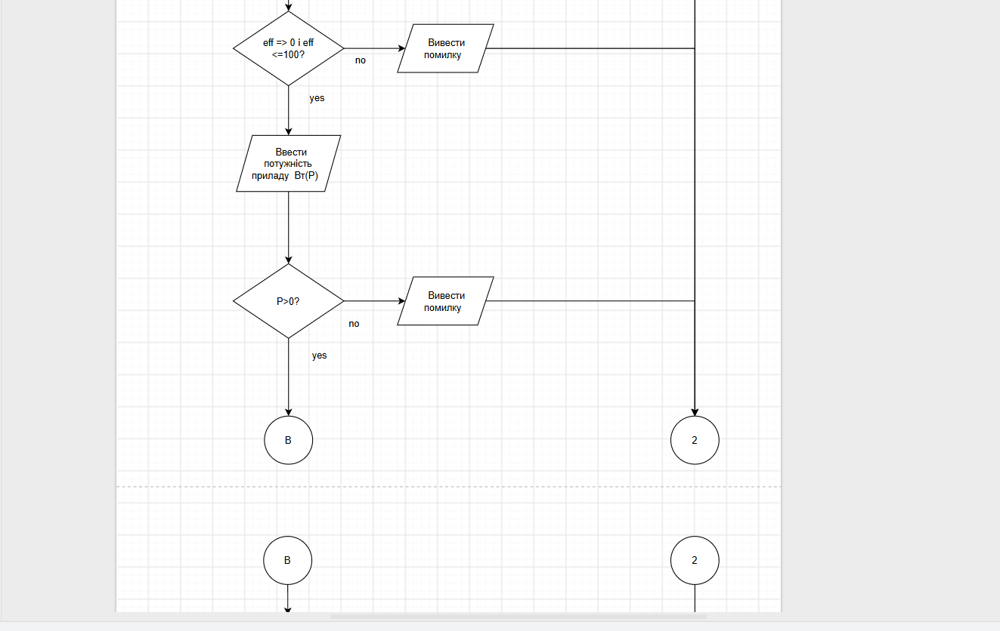 eff => 0 і eff
<=100?
no
Вивести
помилку
yes
Ввести
потужність
приладу Вт(P)
P>0?
no
Вивести
помилку
yes
B
2
B
2